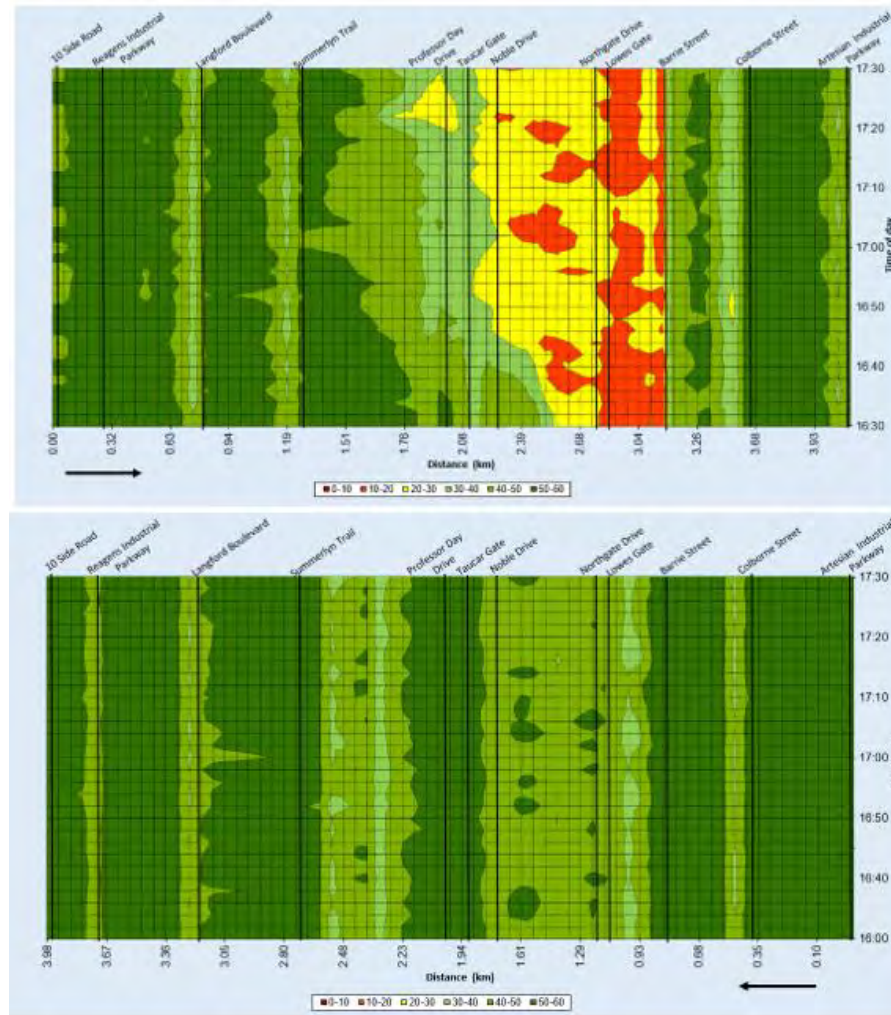 10 Side Road
Reagens Industrial
Parkway
Langford Boulevard
Summerlyn Trail
Professor Day
Drive
Taucar Gate
Noble Drive
Northgate Drive
Lowes Gate
Barrie Street
Colborne Street
Artesian Industrial
Parkway
17:30
17:20
17:10
17:00
16:50
16:40
16:30
Time of day
0.00
0.32
0.63
0.94
1.19
1.51
1.76
2.08
2.39
2.68
3.04
3.26
3.68
3.93
Distance (km)
0-10 10-20 20-30 30-40 40-50 50-60
10 Side Road
Reagens Industrial
Parkway
Langford Boulevard
Summerlyn Trail
Professor Day
Drive
Taucar Gate
Noble Drive
Northgate Drive
Lowes Gate
Barrie Street
Colborne Street
Artesian Industrial
Parkway
17:30
17:20
17:10
17:00
16:50
16:40
16:00
3.98
3.67
3.36
3.05
2.80
2.48
2.23
1.94
1.61
1.29
0.93
0.68
0.35
0.10
Distance (km)
0-10 10-20 20-30 30-40 40-50 50-60